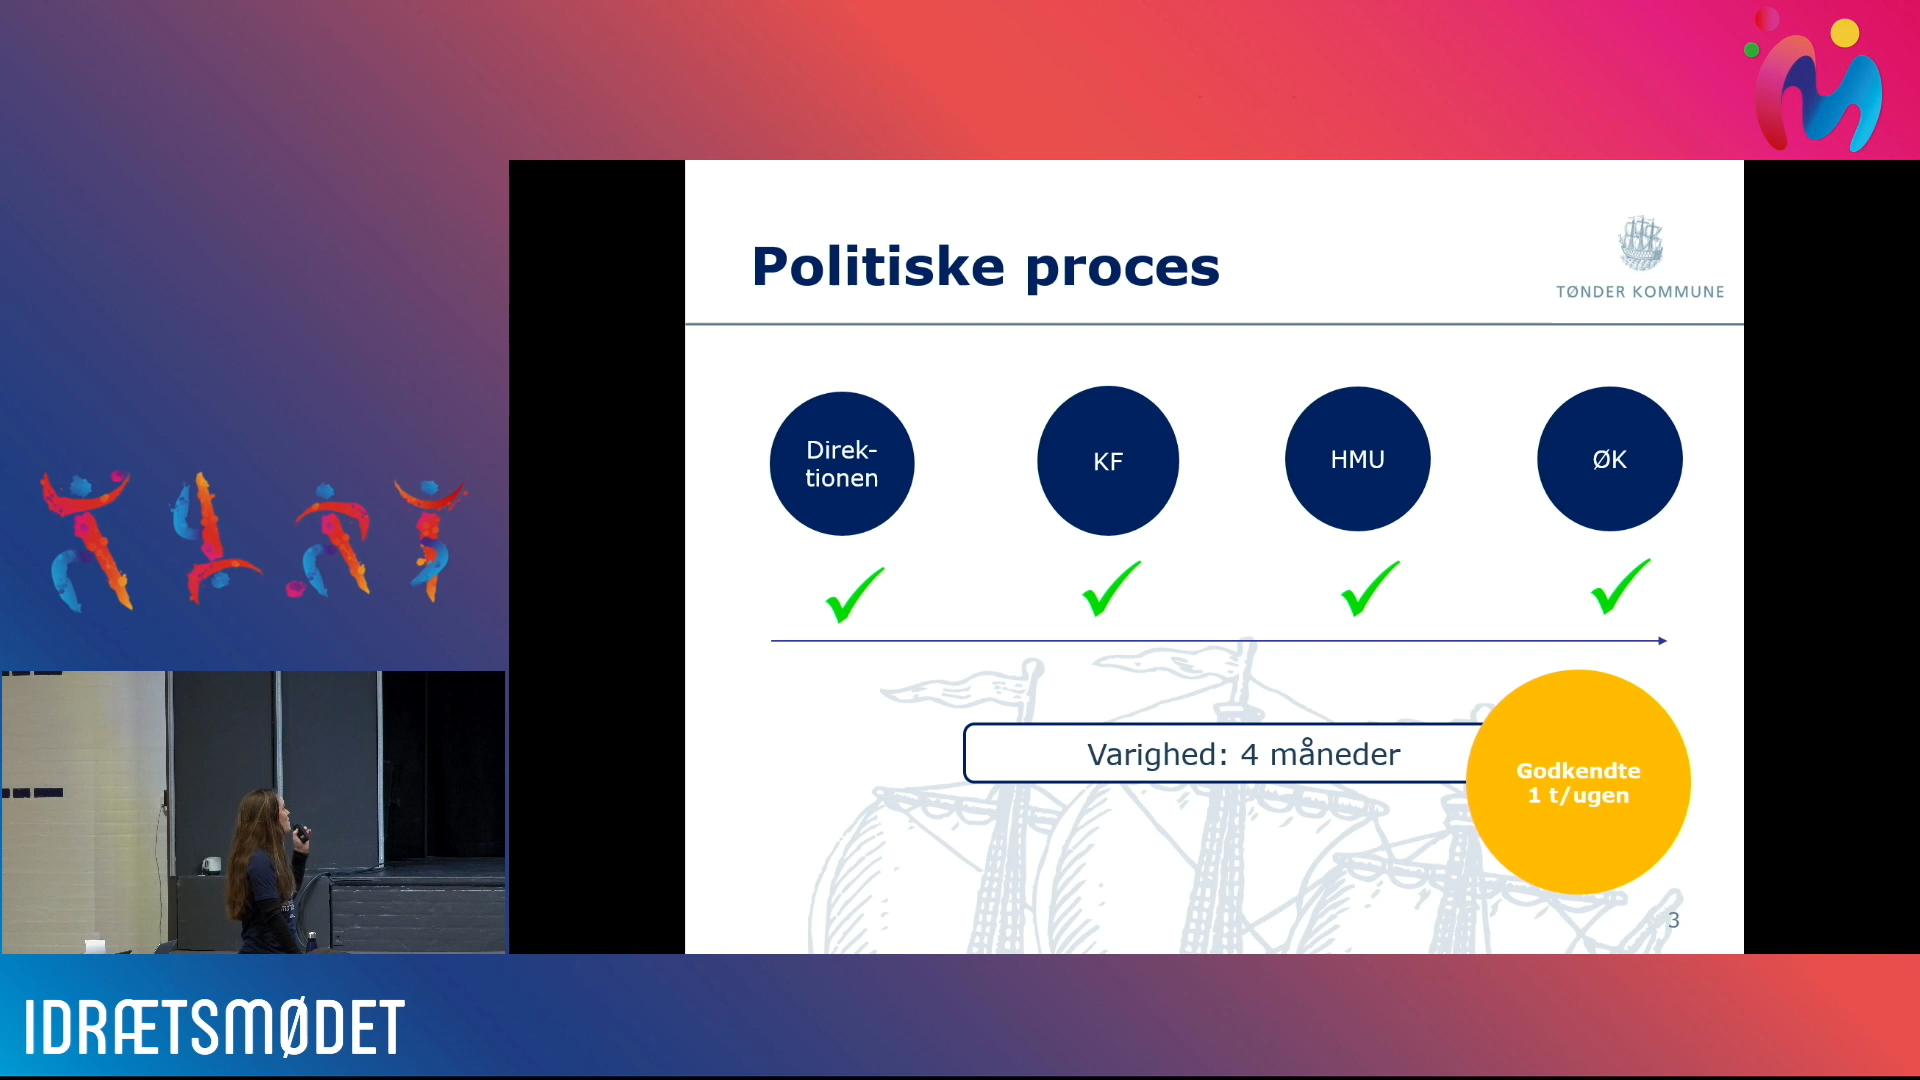 Politiske proces
TØNDER KOMMUNE
Direk-
tionen
KF
HMU
ØK
Varighed: 4 måneder
Godkendte
1 t/ugen
3
IDRÆTSMØDET